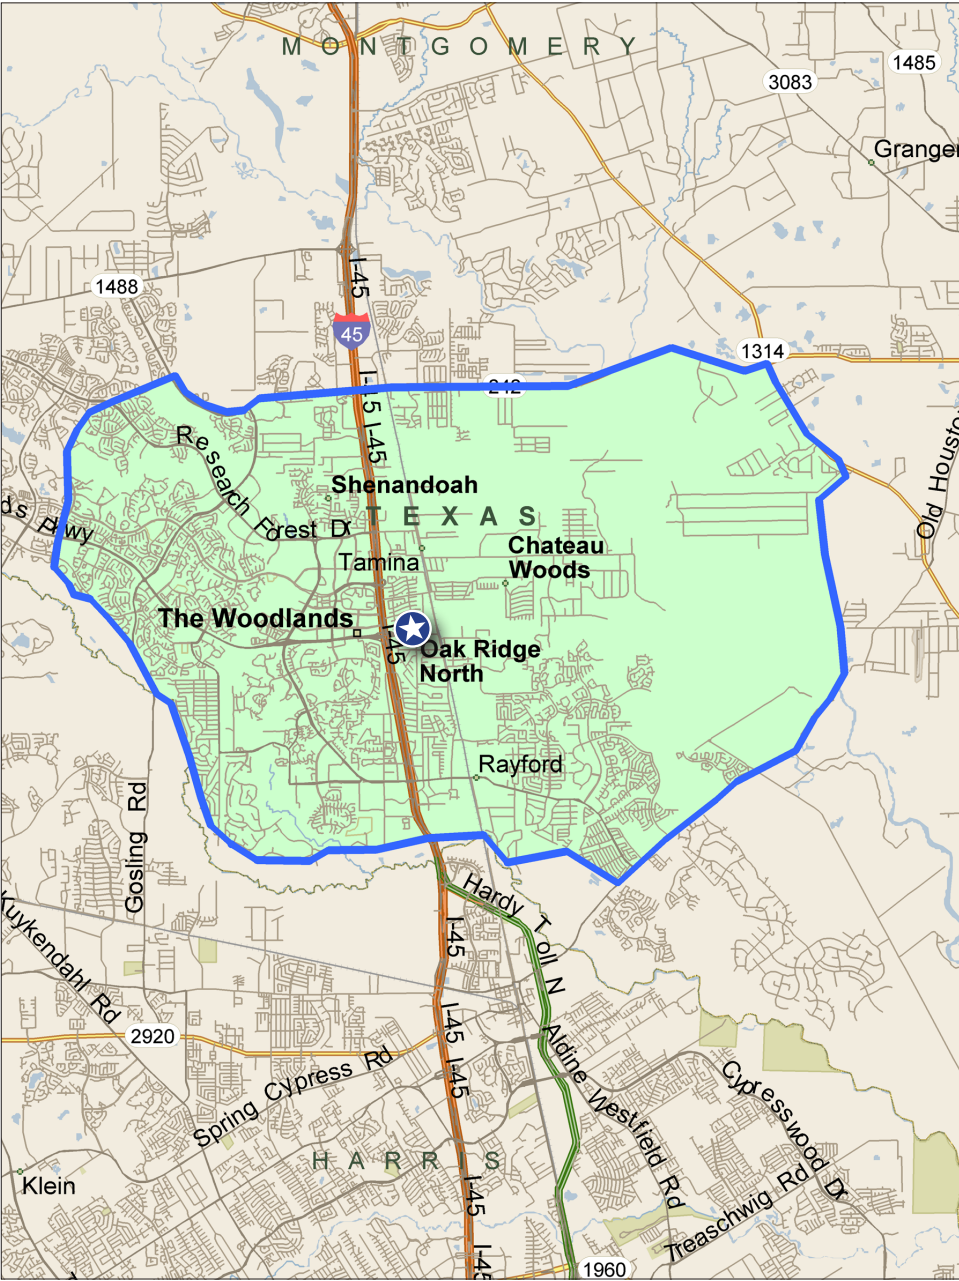 MONTGOMERY
1485
3083
Granger
1488
I-45
45
1314
I-45
242
I-45
Research Forest Dr
Shenandoah
TEXAS
Old Housto
ds Pkwy
Tamina
Chateau
Woods
The Woodlands
I-45
Oak Ridge
North
Rayford
Gosling Rd
Hardy Toll N
Kuykendahl Rd
I-45
I-45
2920
Spring Cypress Rd
I-45
Aldine Westfield Rd
Cypresswood Dr
HARRIS
Klein
I-45
Treaschwig Rd
I-45
1960